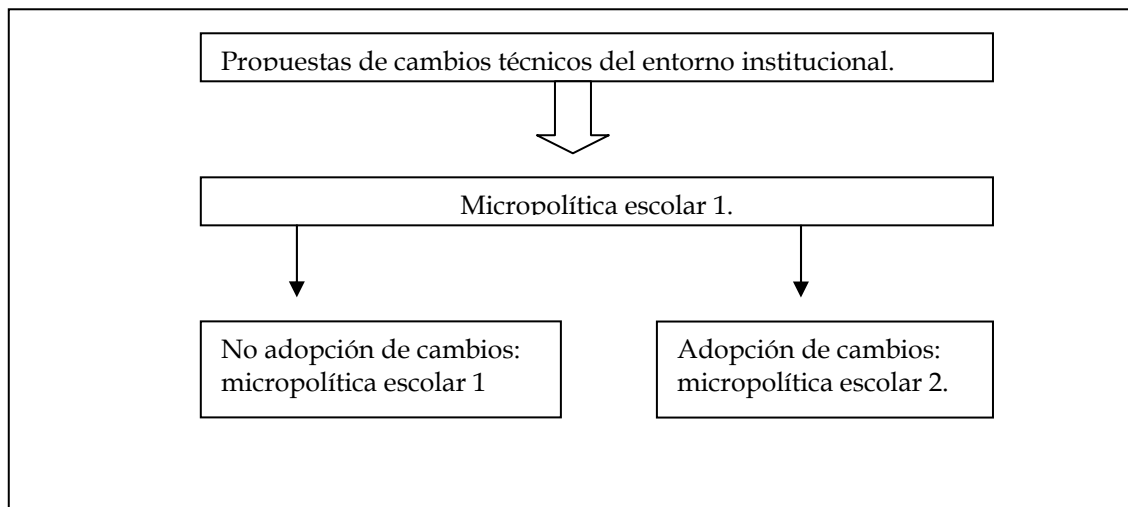 Propuestas de cambios técnicos del entorno institucional.
Micropolítica escolar 1.
No adopción de cambios:
micropolítica escolar 1
Adopción de cambios:
micropolítica escolar 2.